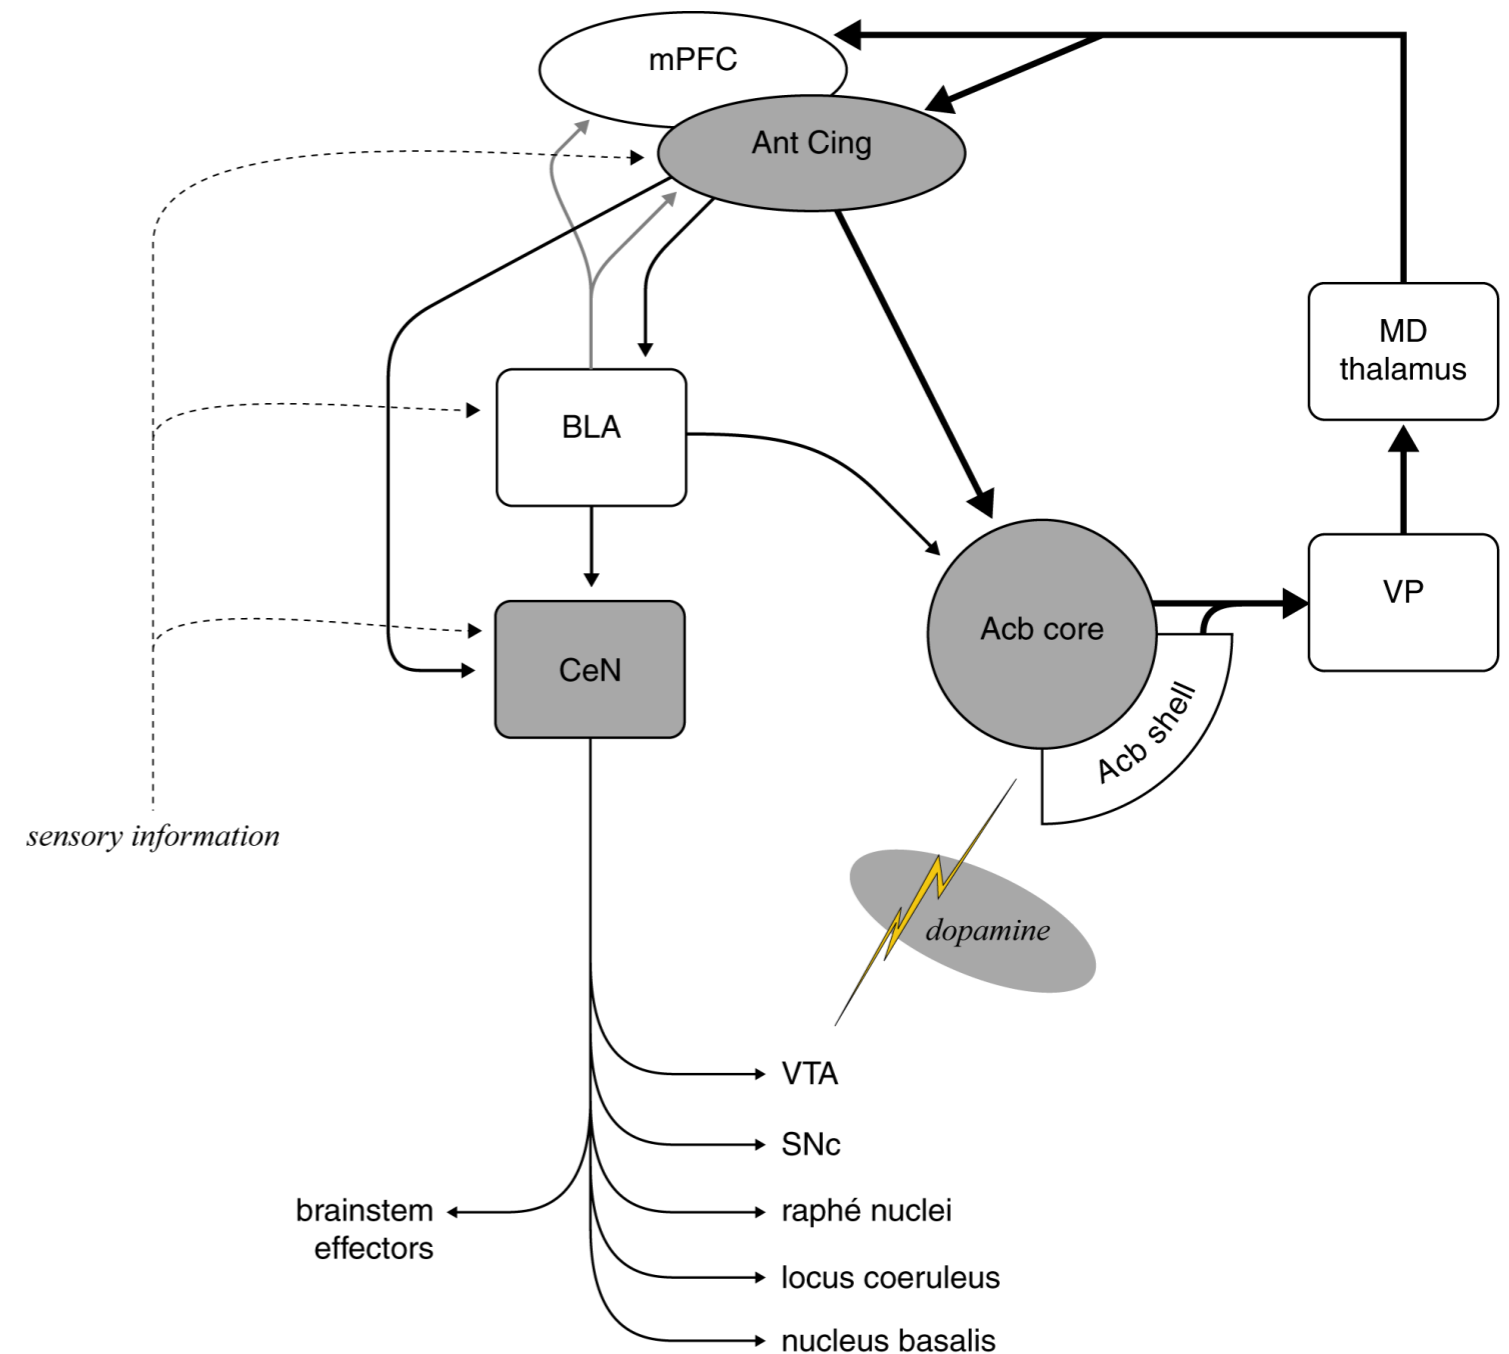 mPFC
Ant Cing
MD
thalamus
BLA
VP
Acb core
CeN
Acb shell
sensory information
dopamine
VTA
SNc
brainstem
effectors
raphé nuclei
locus coeruleus
nucleus basalis